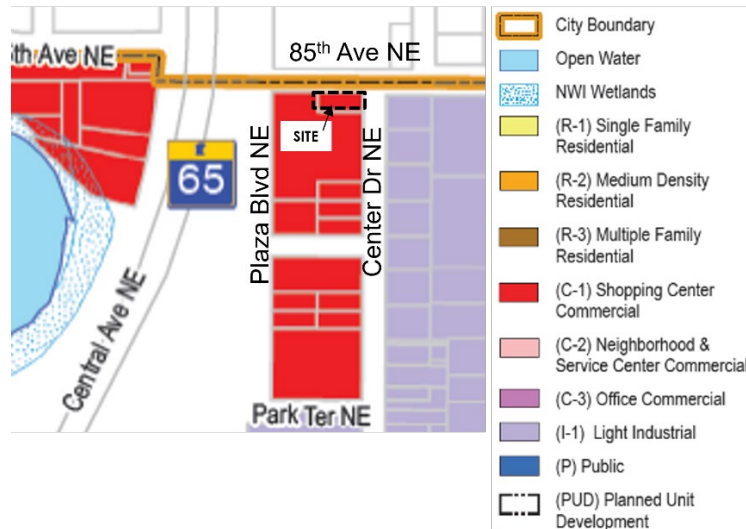 5th Ave NE
85th Ave NE
SITE
65
Plaza Blvd NE
Center Dr NE
Central Ave NE
Park Ter NE
City Boundary
Open Water
NWI Wetlands
(R-1) Single Family
Residential
(R-2) Medium Density
Residential
(R-3) Multiple Family
Residential
(C-1) Shopping Center
Commercial
(C-2) Neighborhood &
Service Center Commercial
(C-3) Office Commercial
(I-1) Light Industrial
(P) Public
(PUD) Planned Unit
Development